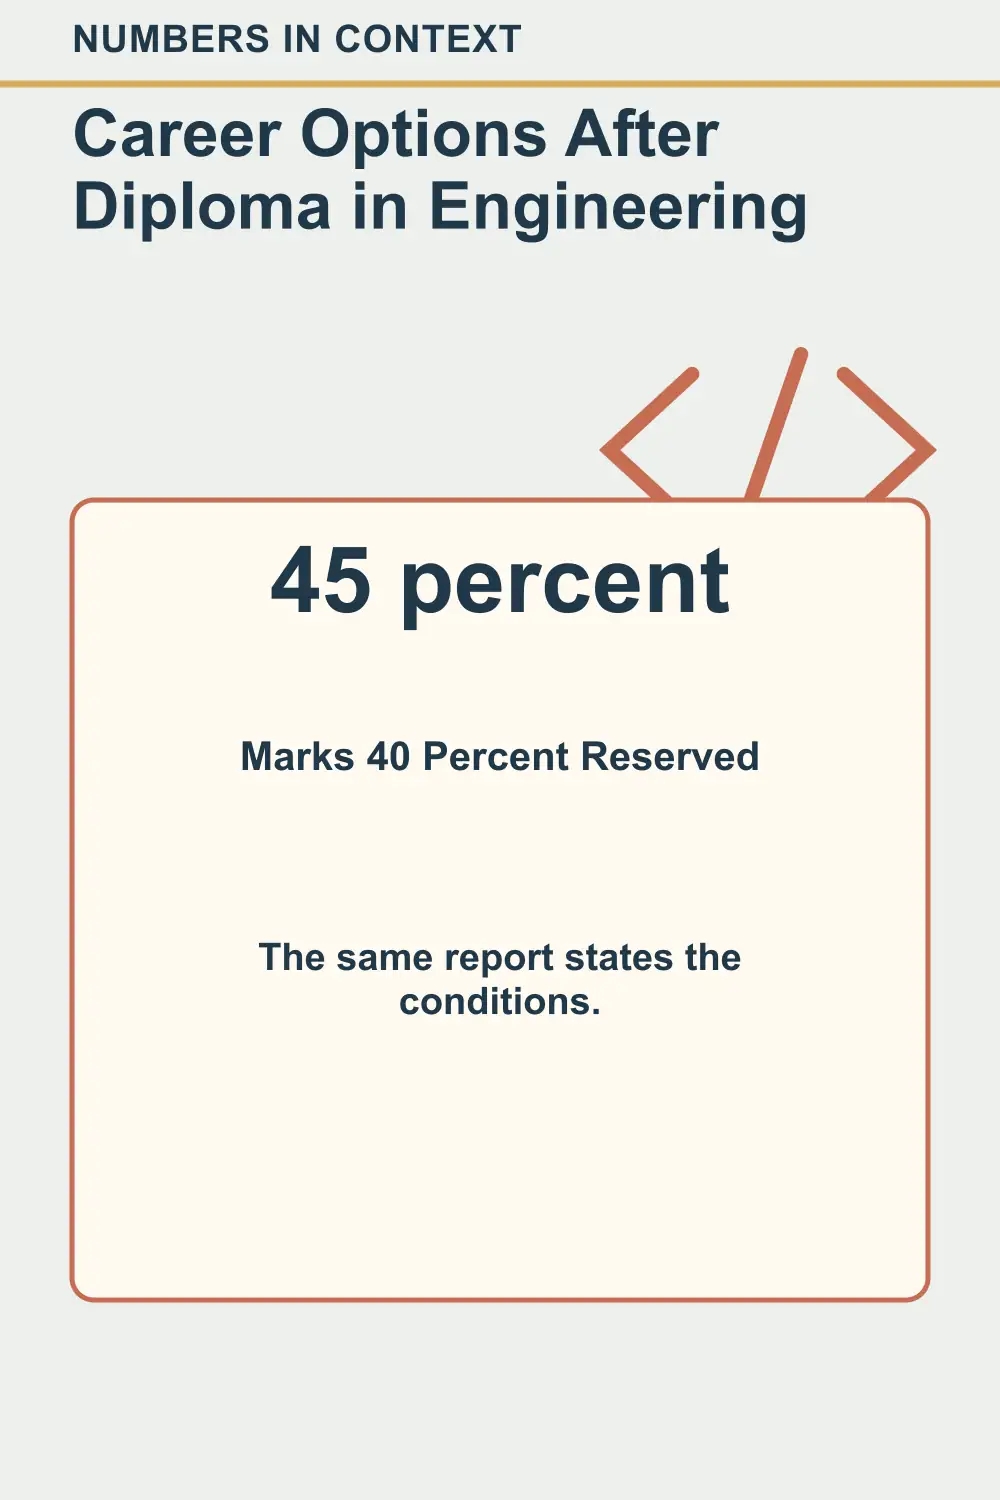 NUMBERS IN CONTEXT
Career Options After
Diploma in Engineering
45 percent
Marks 40 Percent Reserved
The same report states the
conditions.